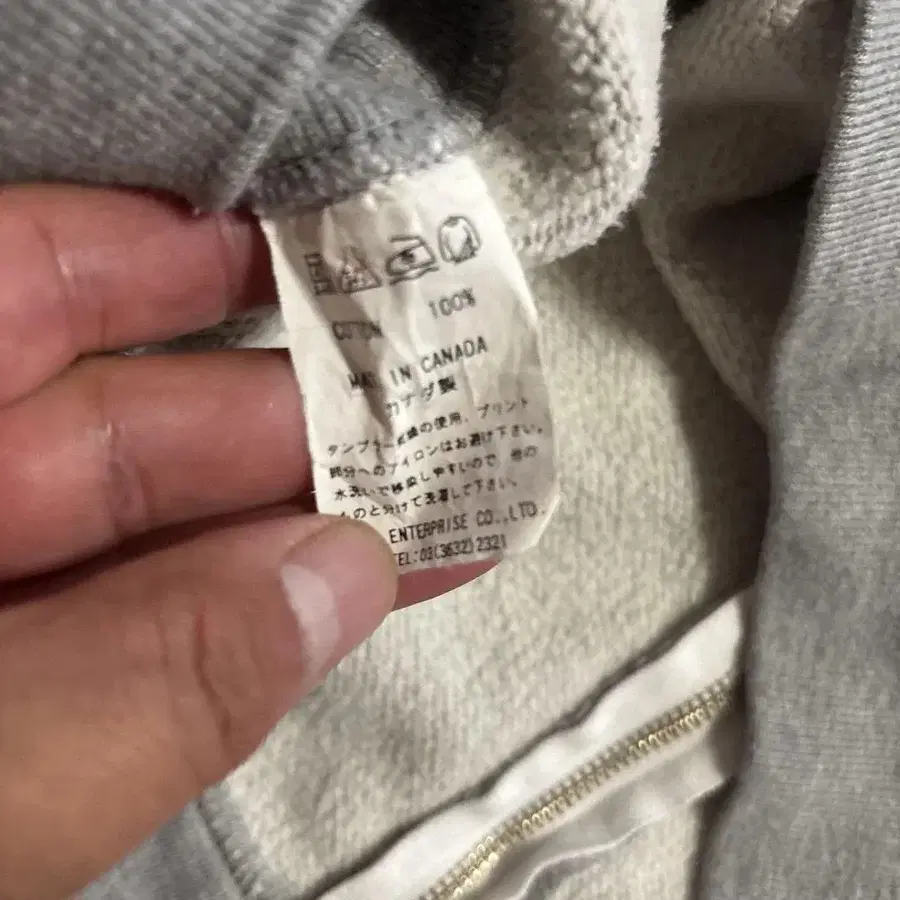 COTTON 100%
MADE IN CANADA
カナダ製
タンブラー乾燥の使用、プリント
部分へのアイロンはお避け下さい。
水洗いで移染しやすいので 他の
ものと分けて洗濯して下さい。
ENTERPRISE CO.,LTD.
TEL:03(3632)2321